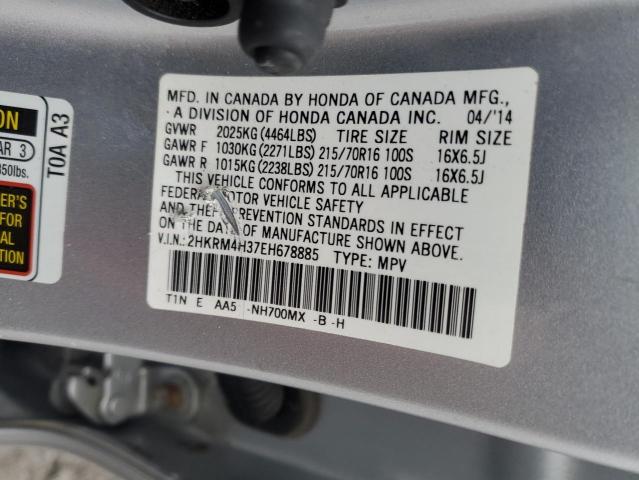 MFD. IN CANADA BY HONDA OF CANADA MFG.,
A DIVISION OF HONDA CANADA INC. 04/'14
GVWR 2025KG (4464LBS) TIRE SIZE RIM SIZE
GAWR F 1030KG (2271LBS) 215/70R16 100S 16X6.5J
GAWR R 1015KG (2238LBS) 215/70R16 100S 16X6.5J
THIS VEHICLE CONFORMS TO ALL APPLICABLE
FEDERAL MOTOR VEHICLE SAFETY
AND THEFT PREVENTION STANDARDS IN EFFECT
ON THE DATE OF MANUFACTURE SHOWN ABOVE.
V.I.N.: 2HKRM4H37EH678885 TYPE: MPV
T1N E AA5 -NH700MX -B -H
TOA A3
ON
AR 3
350lbs.
ER'S
FOR
AL